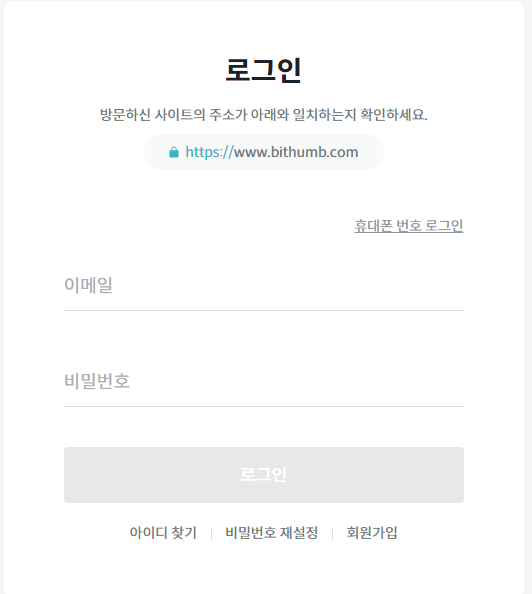 로그인
방문하신 사이트의 주소가 아래와 일치하는지 확인하세요.
https://www.bithumb.com
휴대폰 번호 로그인
이메일
비밀번호
로그인
아이디 찾기 | 비밀번호 재설정 | 회원가입